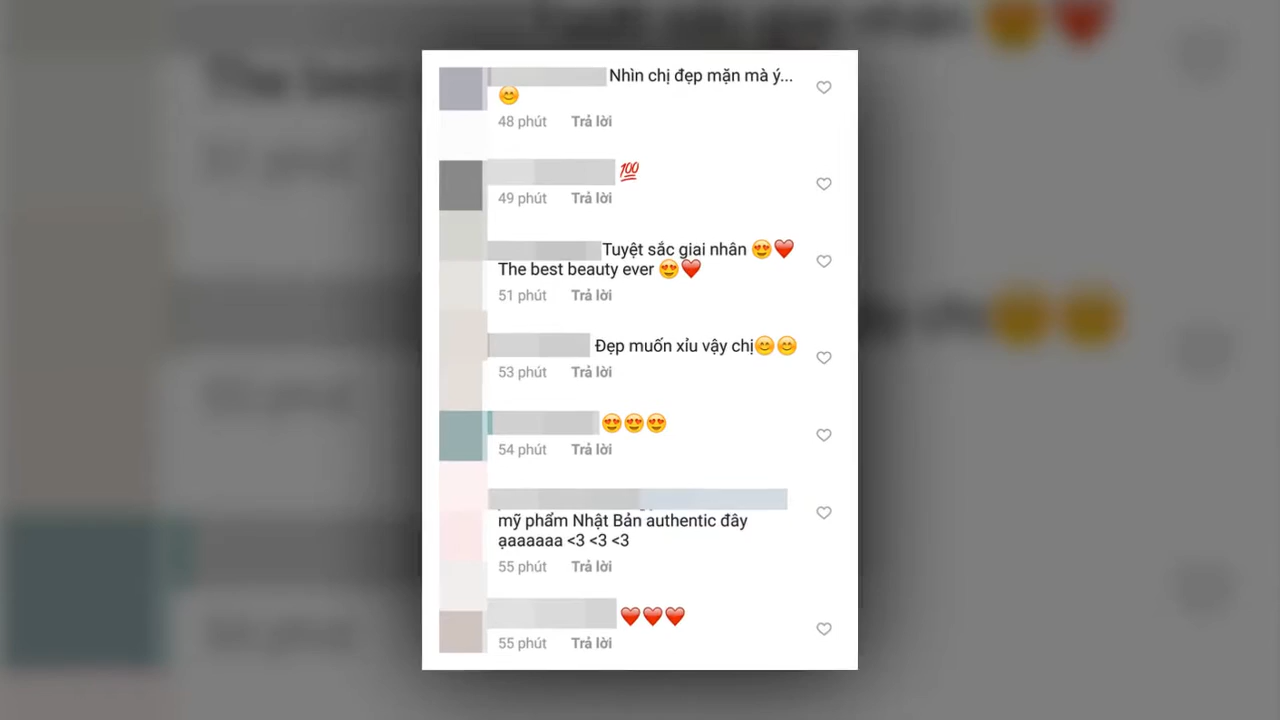 Nhìn chị đẹp mặn mà ý...
😊
48 phút Trả lời
💯
49 phút Trả lời
Tuyệt sắc giai nhân 😍❤️
The best beauty ever 😍❤️
51 phút Trả lời
Đẹp muốn xỉu vậy chị😊😊
53 phút Trả lời
😍😍😍
54 phút Trả lời
mỹ phẩm Nhật Bản authentic đây
ạaaaaaa <3 <3 <3
55 phút Trả lời
❤️❤️❤️
55 phút Trả lời